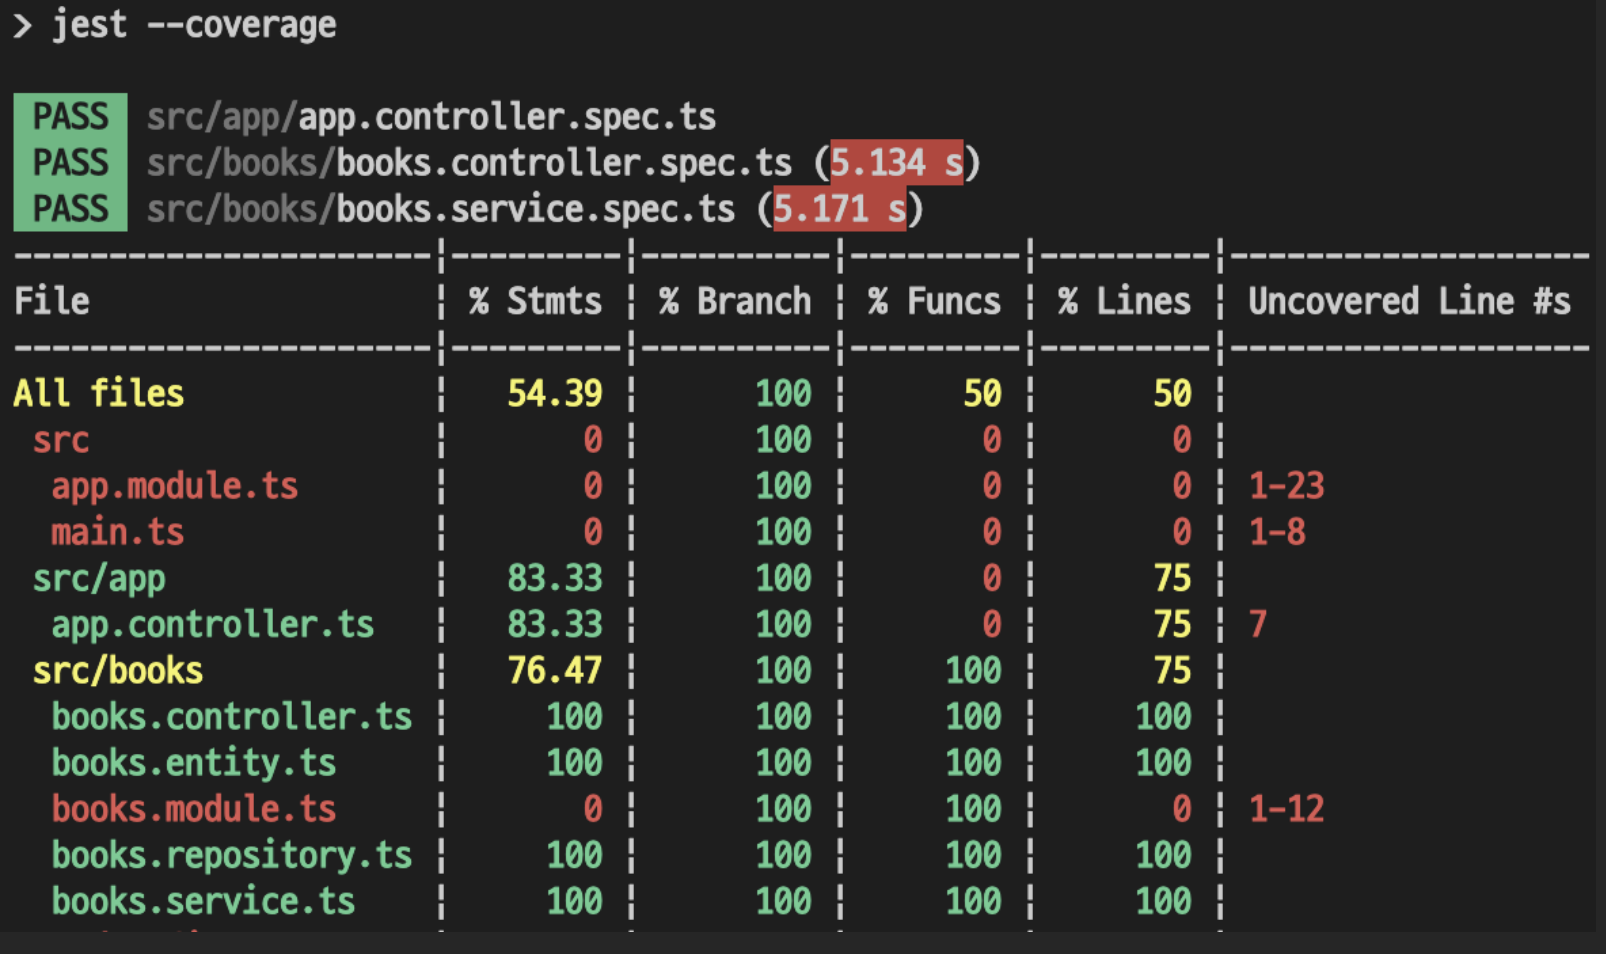 > jest --coverage
PASS src/app/app.controller.spec.ts
PASS src/books/books.controller.spec.ts (5.134 s)
PASS src/books/books.service.spec.ts (5.171 s)
----------------------|---------|----------|---------|---------|-------------------
File                  | % Stmts | % Branch | % Funcs | % Lines | Uncovered Line #s
----------------------|---------|----------|---------|---------|-------------------
All files             |   54.39 |      100 |      50 |      50 |
 src                  |       0 |      100 |       0 |       0 |
  app.module.ts       |       0 |      100 |       0 |       0 | 1-23
  main.ts             |       0 |      100 |       0 |       0 | 1-8
 src/app              |   83.33 |      100 |       0 |      75 |
  app.controller.ts   |   83.33 |      100 |       0 |      75 | 7
 src/books            |   76.47 |      100 |     100 |      75 |
  books.controller.ts |     100 |      100 |     100 |     100 |
  books.entity.ts     |     100 |      100 |     100 |     100 |
  books.module.ts     |       0 |      100 |     100 |       0 | 1-12
  books.repository.ts |     100 |      100 |     100 |     100 |
  books.service.ts    |     100 |      100 |     100 |     100 |